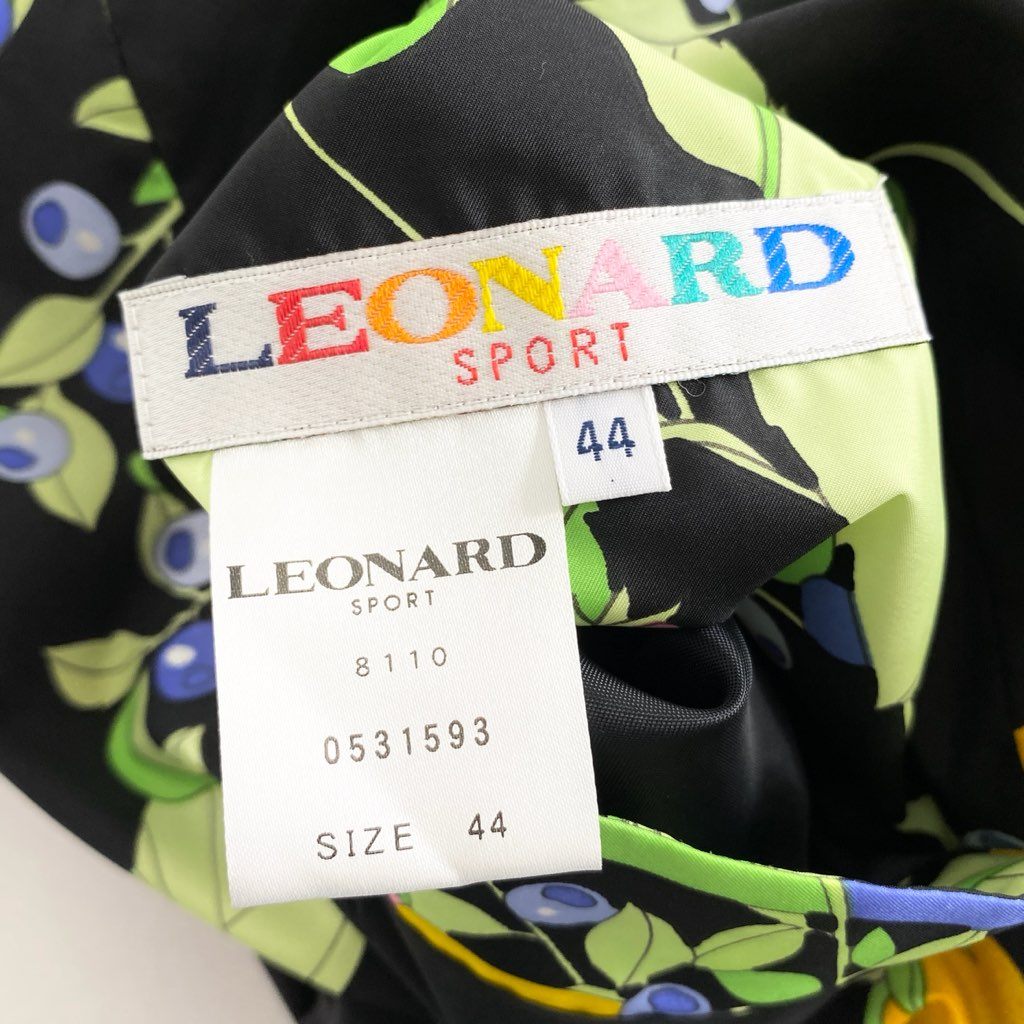 LEONARD
SPORT
44
LEONARD
SPORT
8110
0531593
SIZE 44